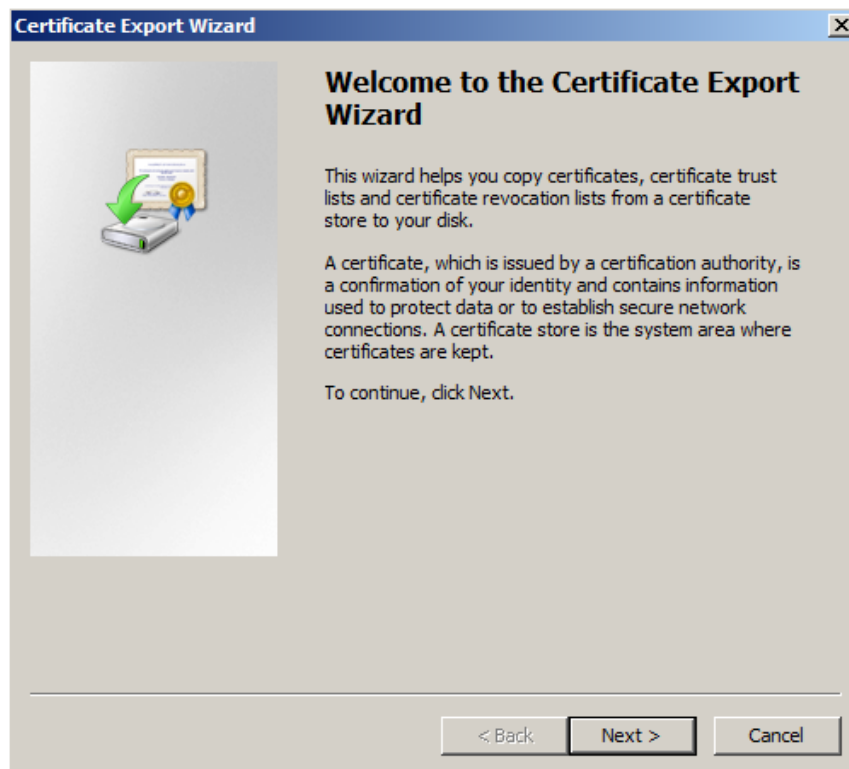 Certificate Export Wizard
Welcome to the Certificate Export
Wizard
This wizard helps you copy certificates, certificate trust
lists and certificate revocation lists from a certificate
store to your disk.
A certificate, which is issued by a certification authority, is
a confirmation of your identity and contains information
used to protect data or to establish secure network
connections. A certificate store is the system area where
certificates are kept.
To continue, click Next.
< Back
Next >
Cancel